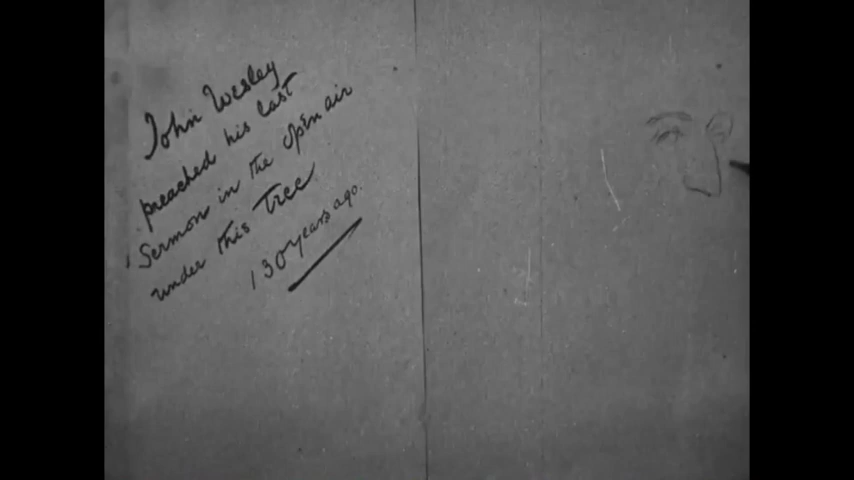 John Wesley
preached his last
Sermon in the open air
under this Tree
130 years ago.